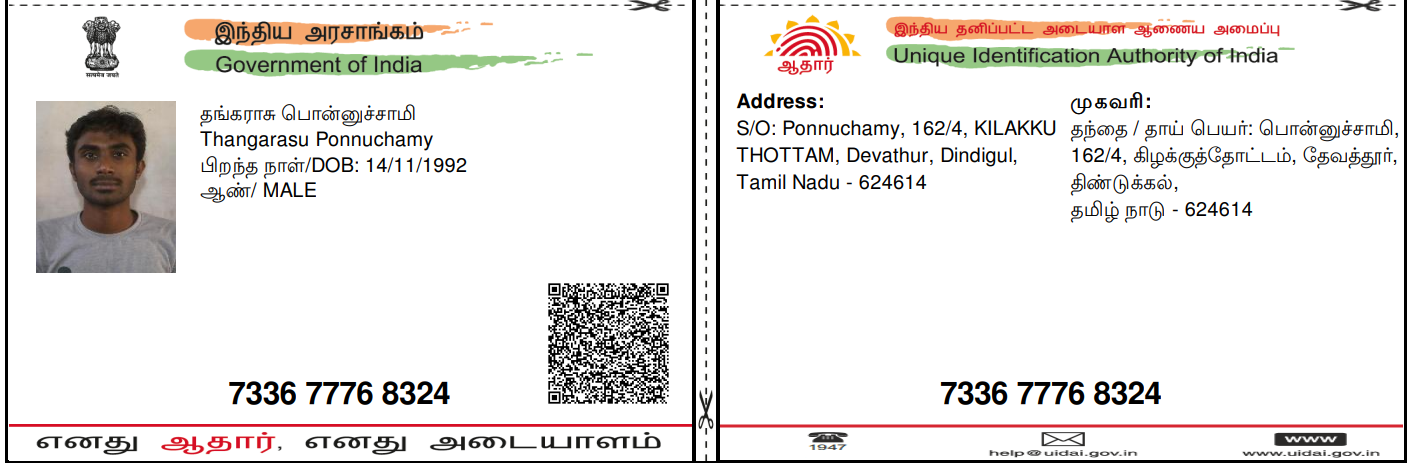 இந்திய அரசாங்கம்
Government of India
सत्यमेव जयते
தங்கராசு பொன்னுச்சாமி
Thangarasu Ponnuchamy
பிறந்த நாள்/DOB: 14/11/1992
ஆண்/ MALE
7336 7776 8324
எனது ஆதார், எனது அடையாளம்
ஆதார்
இந்திய தனிப்பட்ட அடையாள ஆணைய அமைப்பு
Unique Identification Authority of India
Address:
S/O: Ponnuchamy, 162/4, KILAKKU
THOTTAM, Devathur, Dindigul,
Tamil Nadu - 624614
முகவரி:
தந்தை / தாய் பெயர்: பொன்னுச்சாமி,
162/4, கிழக்குத்தோட்டம், தேவத்தூர்,
திண்டுக்கல்,
தமிழ் நாடு - 624614
7336 7776 8324
1947
help@uidai.gov.in
www
www.uidai.gov.in